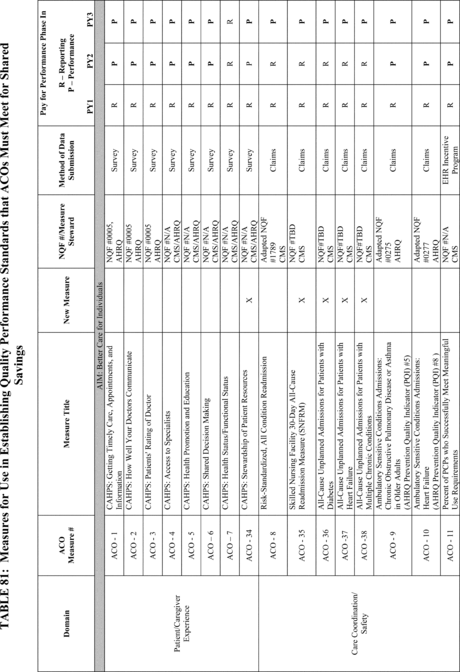 TABLE 81: Measures for Use in Establishing Quality Performance Standards that ACOs Must Meet for Shared
Savings
Domain
ACO
Measure #
Measure Title
New Measure
NQF #/Measure
Steward
Method of Data
Submission
Pay for Performance Phase In
R – Reporting
P – Performance
PY1
PY2
PY3
AIM: Better Care for Individuals
Patient/Caregiver
Experience
ACO - 1
CAHPS: Getting Timely Care, Appointments, and
Information
NQF #0005,
AHRQ
Survey
R
P
P
ACO - 2
CAHPS: How Well Your Doctors Communicate
NQF #0005
AHRQ
Survey
R
P
P
ACO - 3
CAHPS: Patients' Rating of Doctor
NQF #0005
AHRQ
Survey
R
P
P
ACO - 4
CAHPS: Access to Specialists
NQF #N/A
CMS/AHRQ
Survey
R
P
P
ACO - 5
CAHPS: Health Promotion and Education
NQF #N/A
CMS/AHRQ
Survey
R
P
P
ACO - 6
CAHPS: Shared Decision Making
NQF #N/A
CMS/AHRQ
Survey
R
P
P
ACO – 7
CAHPS: Health Status/Functional Status
NQF #N/A
CMS/AHRQ
Survey
R
R
R
ACO - 34
CAHPS: Stewardship of Patient Resources
X
NQF #N/A
CMS/AHRQ
Survey
R
P
P
Care Coordination/
Safety
ACO - 8
Risk-Standardized, All Condition Readmission
Adapted NQF
#1789
CMS
Claims
R
R
P
ACO - 35
Skilled Nursing Facility 30-Day All-Cause
Readmission Measure (SNFRM)
X
NQF #TBD
CMS
Claims
R
R
P
ACO - 36
All-Cause Unplanned Admissions for Patients with
Diabetes
X
NQF#TBD
CMS
Claims
R
R
P
ACO -37
All-Cause Unplanned Admissions for Patients with
Heart Failure
X
NQF#TBD
CMS
Claims
R
R
P
ACO -38
All-Cause Unplanned Admissions for Patients with
Multiple Chronic Conditions
X
NQF#TBD
CMS
Claims
R
R
P
ACO - 9
Ambulatory Sensitive Conditions Admissions:
Chronic Obstructive Pulmonary Disease or Asthma
in Older Adults
(AHRQ Prevention Quality Indicator (PQI) #5)
Adapted NQF
#0275
AHRQ
Claims
R
P
P
ACO - 10
Ambulatory Sensitive Conditions Admissions:
Heart Failure
(AHRQ Prevention Quality Indicator (PQI) #8 )
Adapted NQF
#0277
AHRQ
Claims
R
P
P
ACO - 11
Percent of PCPs who Successfully Meet Meaningful
Use Requirements
NQF #N/A
CMS
EHR Incentive
Program
R
P
P